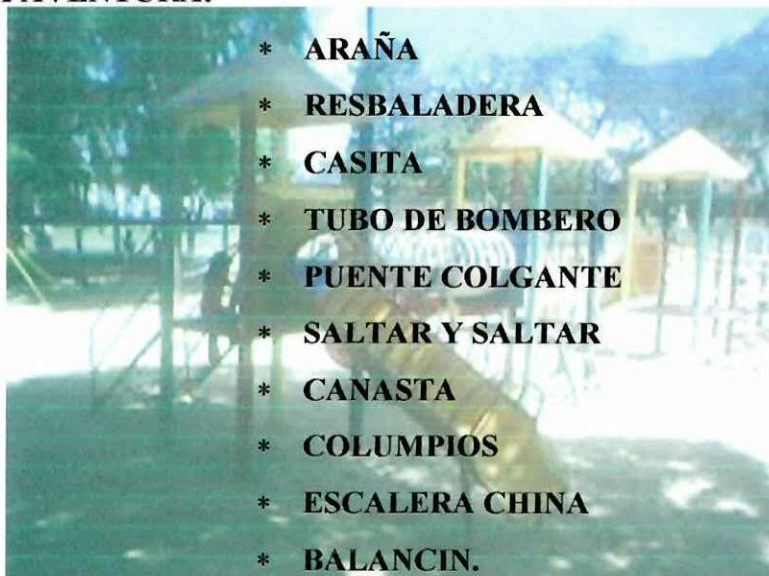 * ARAÑA
* RESBALADERA
* CASITA
* TUBO DE BOMBERO
* PUENTE COLGANTE
* SALTAR Y SALTAR
* CANASTA
* COLUMPIOS
* ESCALERA CHINA
* BALANCIN.